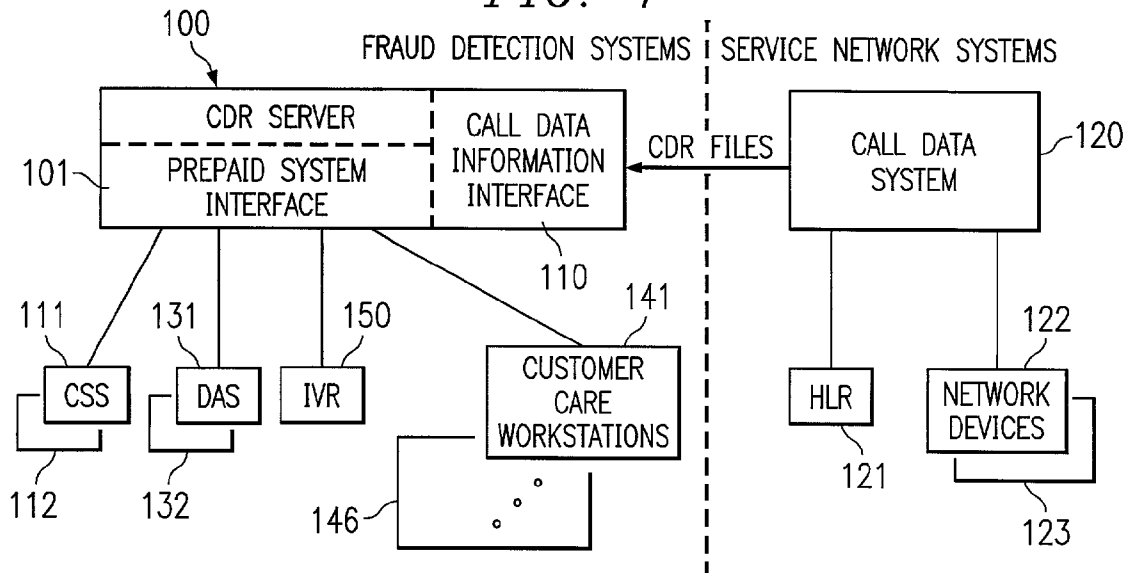 100
FRAUD DETECTION SYSTEMS
SERVICE NETWORK SYSTEMS
CDR SERVER
101
PREPAID SYSTEM
INTERFACE
CALL DATA
INFORMATION
INTERFACE
110
CDR FILES
CALL DATA
SYSTEM
120
111
CSS
112
131
DAS
132
150
IVR
141
CUSTOMER
CARE
WORKSTATIONS
146
HLR
121
122
NETWORK
DEVICES
123